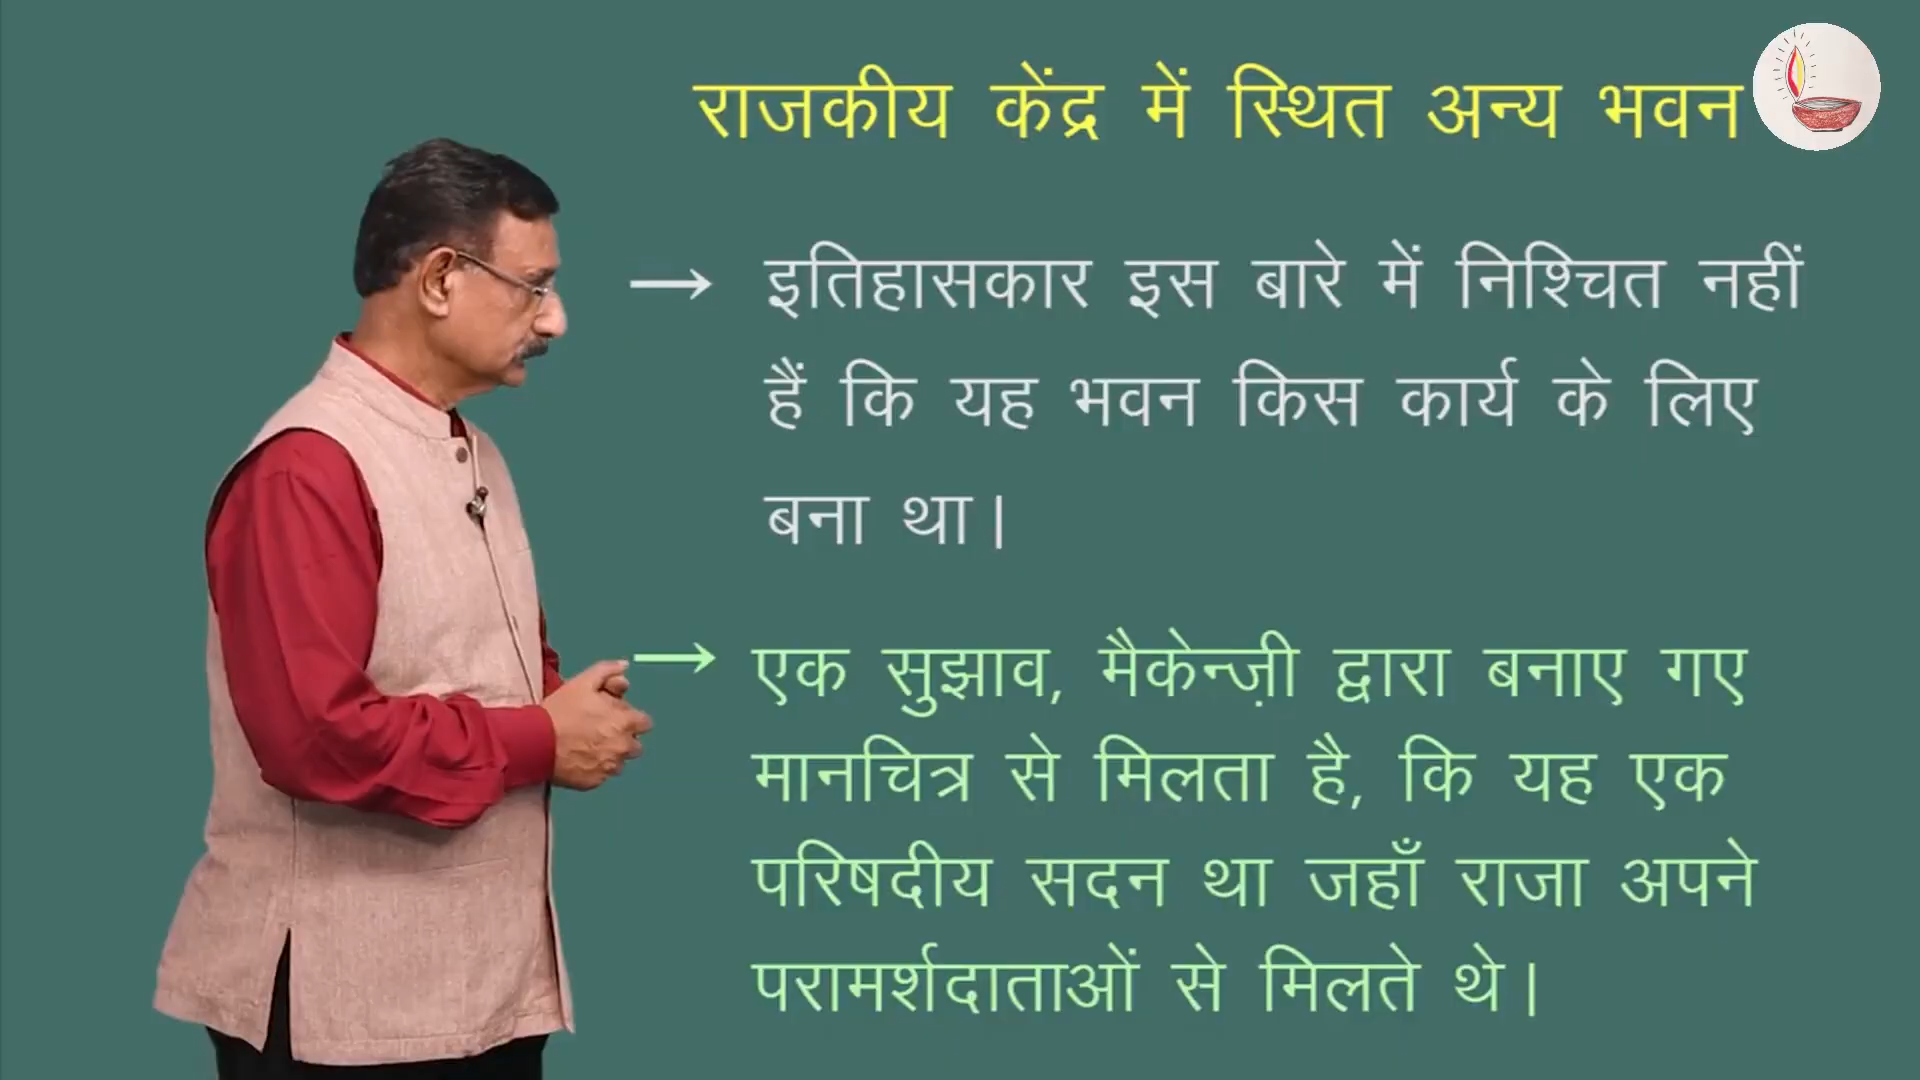 राजकीय केंद्र में स्थित अन्य भवन
→ इतिहासकार इस बारे में निश्चित नहीं
हैं कि यह भवन किस कार्य के लिए
बना था।
→ एक सुझाव, मैकेन्ज़ी द्वारा बनाए गए
मानचित्र से मिलता है, कि यह एक
परिषदीय सदन था जहाँ राजा अपने
परामर्शदाताओं से मिलते थे।